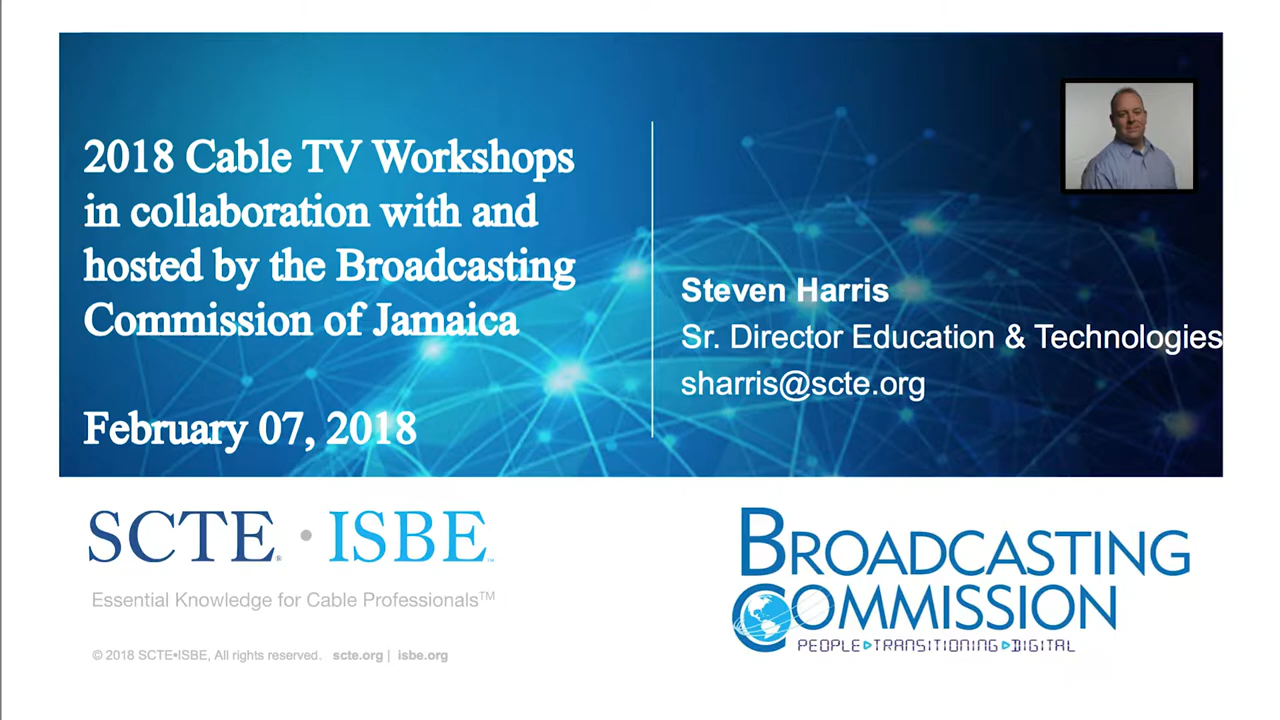 2018 Cable TV Workshops
in collaboration with and
hosted by the Broadcasting
Commission of Jamaica
February 07, 2018
Steven Harris
Sr. Director Education & Technologies
sharris@scte.org
SCTE® • ISBE™
Essential Knowledge for Cable Professionals™
© 2018 SCTE•ISBE, All rights reserved. scte.org | isbe.org
BROADCASTING
COMMISSION
PEOPLE▸TRANSITIONING▸DIGITAL